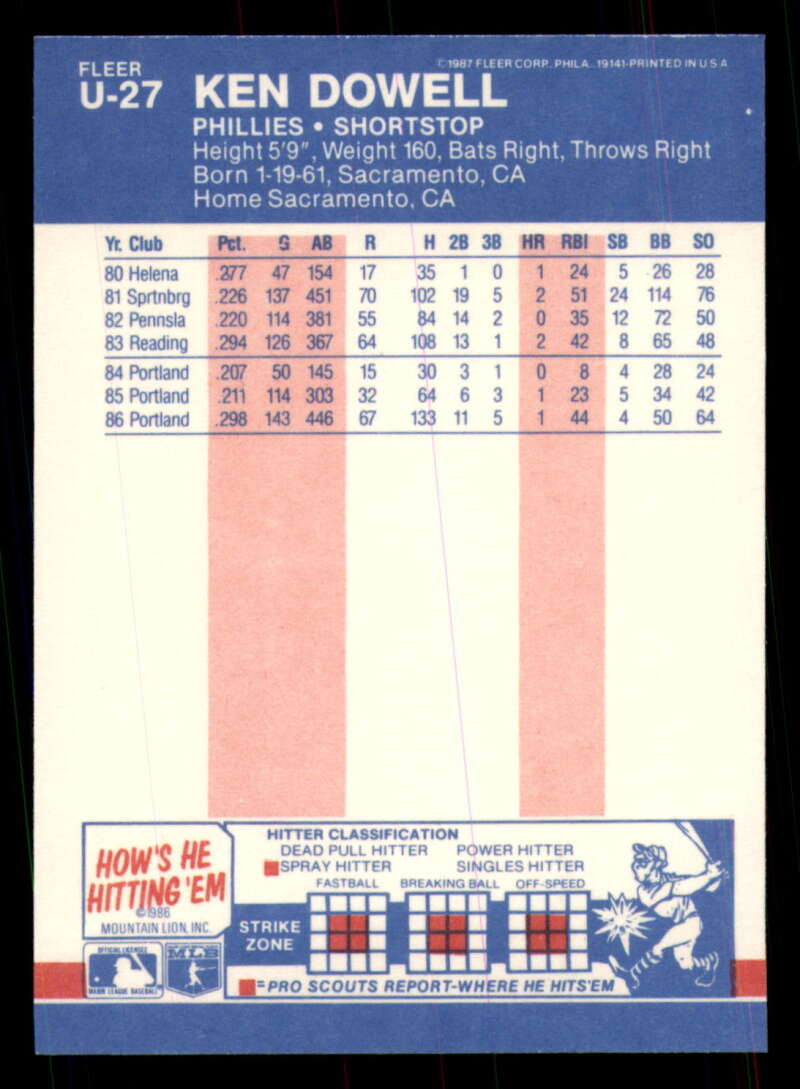 FLEER
U-27 KEN DOWELL
©1987 FLEER CORP. PHILA. 19141-PRINTED IN U S A
PHILLIES • SHORTSTOP
Height 5'9", Weight 160, Bats Right, Throws Right
Born 1-19-61, Sacramento, CA
Home Sacramento, CA
Yr. Club Pct. G AB R H 2B 3B HR RBI SB BB SO
80 Helena .377 47 154 17 35 1 0 1 24 5 26 28
81 Sprtnbrg .226 137 451 70 102 19 5 2 51 24 114 76
82 Pennsla .220 114 381 55 84 14 2 0 35 12 72 50
83 Reading .294 126 367 64 108 13 1 2 42 8 65 48
84 Portland .207 50 145 15 30 3 1 0 8 4 28 24
85 Portland .211 114 303 32 64 6 3 1 23 5 34 42
86 Portland .298 143 446 67 133 11 5 1 44 4 50 64
HOW'S HE
HITTING 'EM
©1986
MOUNTAIN LION, INC.
HITTER CLASSIFICATION
DEAD PULL HITTER POWER HITTER
SPRAY HITTER SINGLES HITTER
FASTBALL BREAKING BALL OFF-SPEED
STRIKE
ZONE
OFFICIAL LICENSEE
MAJOR LEAGUE BASEBALL
MLB
=PRO SCOUTS REPORT-WHERE HE HITS'EM